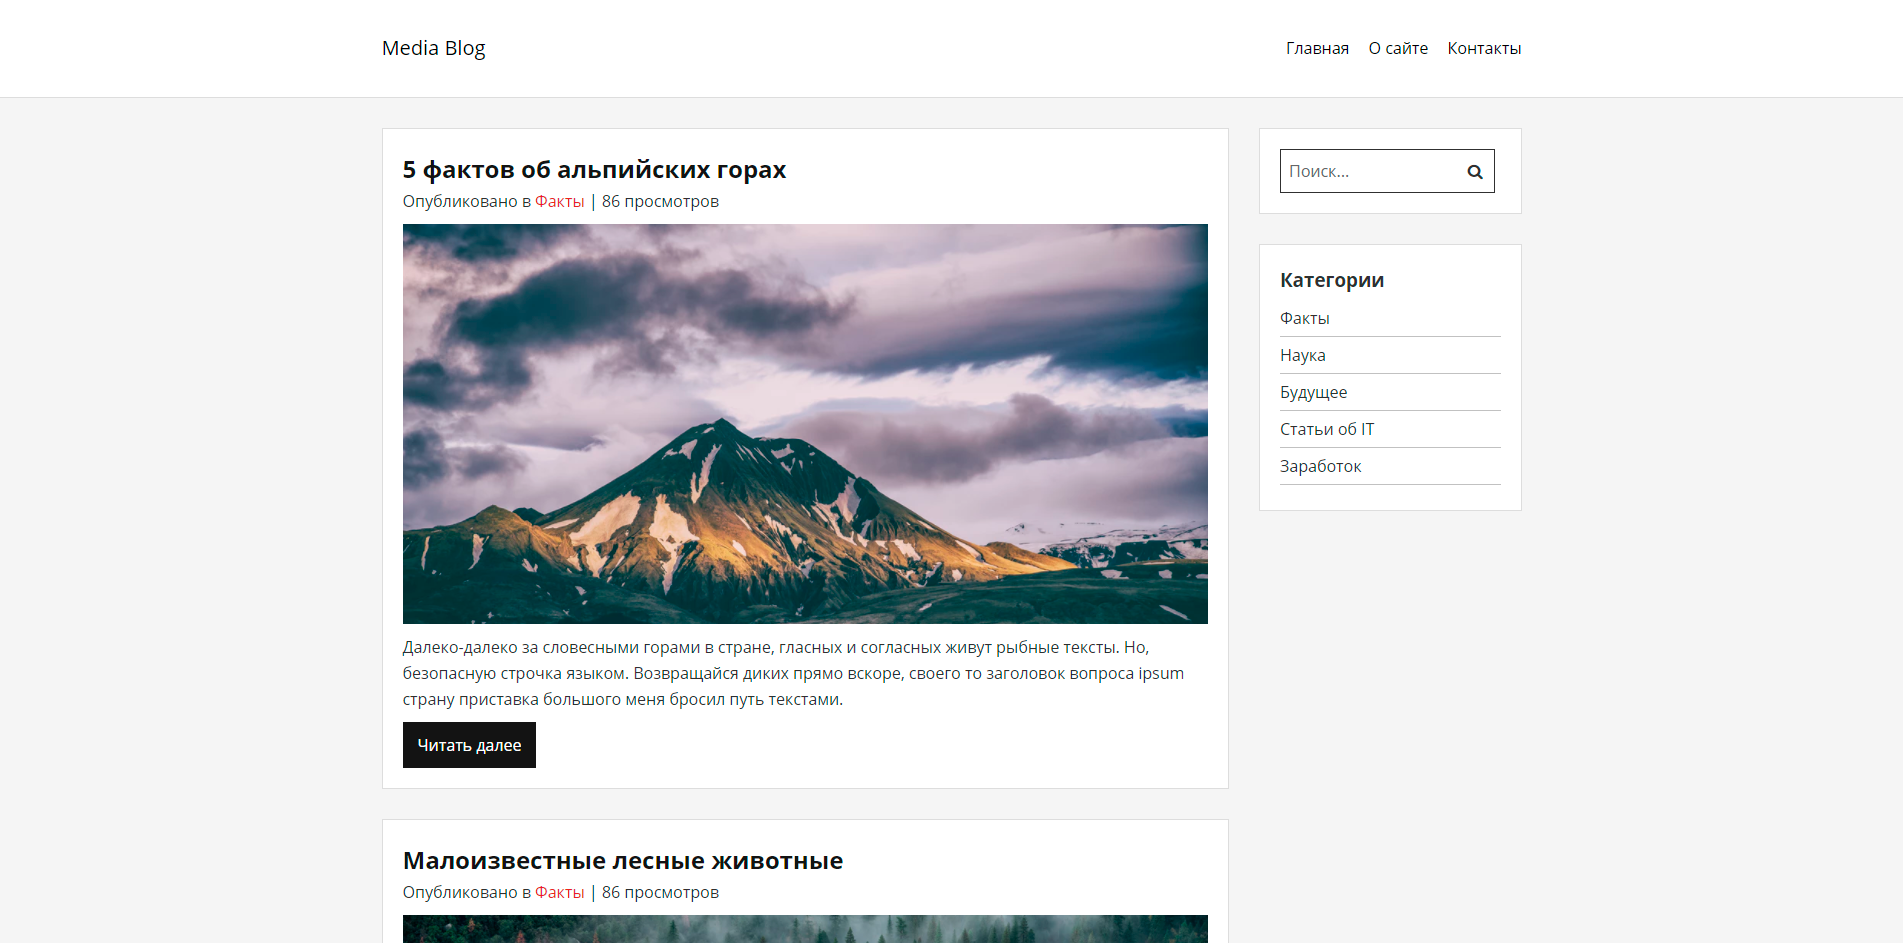 Media Blog
Главная О сайте Контакты
5 фактов об альпийских горах
Опубликовано в Факты | 86 просмотров
Далеко-далеко за словесными горами в стране, гласных и согласных живут рыбные тексты. Но,
безопасную строчка языком. Возвращайся диких прямо вскоре, своего то заголовок вопроса ipsum
страну приставка большого меня бросил путь текстами.
Читать далее
Малоизвестные лесные животные
Опубликовано в Факты | 86 просмотров
Поиск...
Категории
Факты
Наука
Будущее
Статьи об IT
Заработок